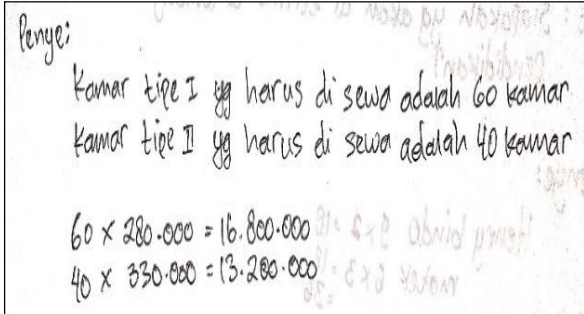 Penye:
Kamar tipe I yg harus di sewa adalah 60 kamar
Kamar tipe II yg harus di sewa adalah 40 kamar
60 x 280.000 = 16.800.000
40 x 330.000 = 13.200.000